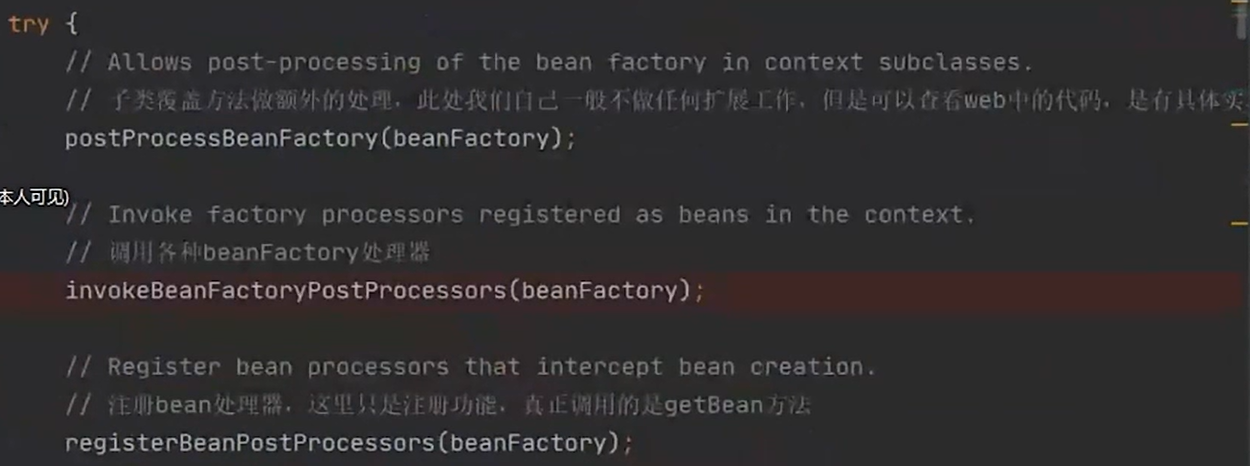 try {
// Allows post-processing of the bean factory in context subclasses.
// 子类覆盖方法做额外的处理，此处我们自己一般不做任何扩展工作，但是可以查看web中的代码，是有具体实
postProcessBeanFactory(beanFactory);
本人可见)
// Invoke factory processors registered as beans in the context.
// 调用各种beanFactory处理器
invokeBeanFactoryPostProcessors(beanFactory);
// Register bean processors that intercept bean creation.
// 注册bean处理器，这里只是注册功能，真正调用的是getBean方法
registerBeanPostProcessors(beanFactory);